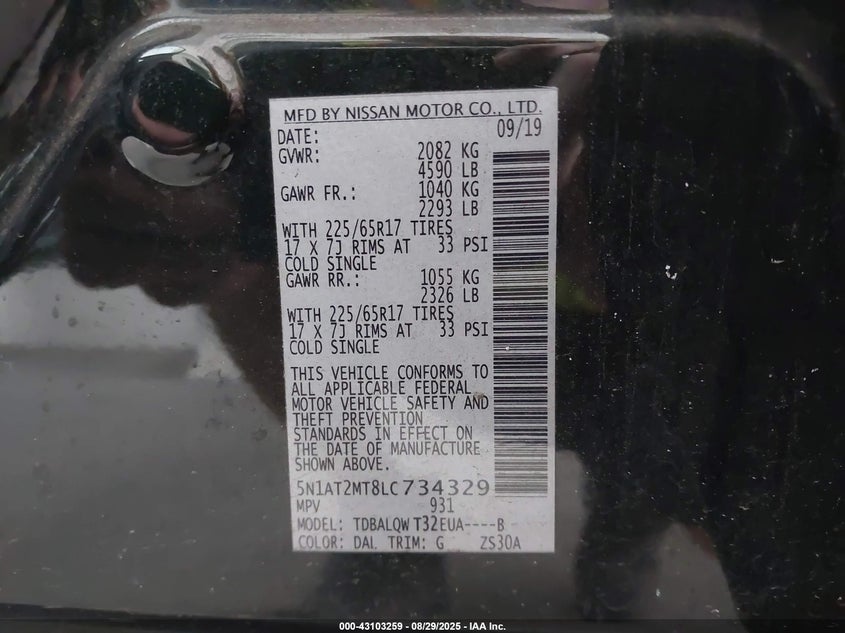 MFD BY NISSAN MOTOR CO., LTD.
DATE: 09/19
GVWR: 2082 KG
4590 LB
GAWR FR.: 1040 KG
2293 LB
WITH 225/65R17 TIRES
17 X 7J RIMS AT 33 PSI
COLD SINGLE
GAWR RR.: 1055 KG
2326 LB
WITH 225/65R17 TIRES
17 X 7J RIMS AT 33 PSI
COLD SINGLE
THIS VEHICLE CONFORMS TO
ALL APPLICABLE FEDERAL
MOTOR VEHICLE SAFETY AND
THEFT PREVENTION
STANDARDS IN EFFECT ON
THE DATE OF MANUFACTURE
SHOWN ABOVE.
5N1AT2MT8LC734329
MPV 931
MODEL: TDBALQW T32EUA----B
COLOR: DAL TRIM: G ZS30A
000-43103259 - 08/29/2025 - IAA Inc.